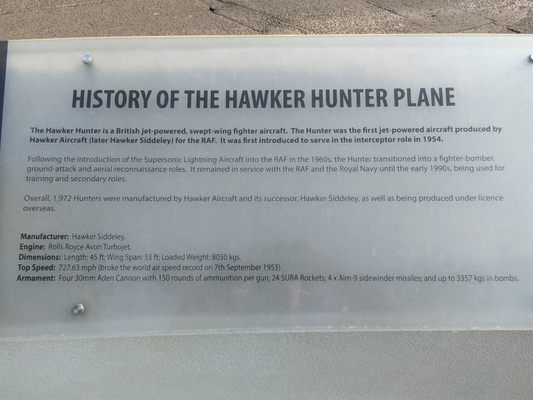 HISTORY OF THE HAWKER HUNTER PLANE
The Hawker Hunter is a British jet-powered, swept-wing fighter aircraft. The Hunter was the first jet-powered aircraft produced by
Hawker Aircraft (later Hawker Siddeley) for the RAF. It was first introduced to serve in the interceptor role in 1954.
Following the introduction of the Supersonic Lightning Aircraft into the RAF in the 1960s, the Hunter transitioned into a fighter-bomber,
ground-attack and aerial reconnaissance roles. It remained in service with the RAF and the Royal Navy until the early 1990s, being used for
training and secondary roles.
Overall, 1,972 Hunters were manufactured by Hawker Aircraft and its successor, Hawker Siddeley, as well as being produced under licence
overseas.
Manufacturer: Hawker Siddeley.
Engine: Rolls Royce Avon Turbojet.
Dimensions: Length: 45 ft; Wing Span: 33 ft; Loaded Weight: 8050 kgs.
Top Speed: 727.63 mph (broke the world air speed record on 7th September 1953).
Armament: Four 30mm Aden Cannon with 150 rounds of ammunition per gun; 24 SURA Rockets; 4 x Aim-9 sidewinder missiles; and up to 3357 kgs in bombs.